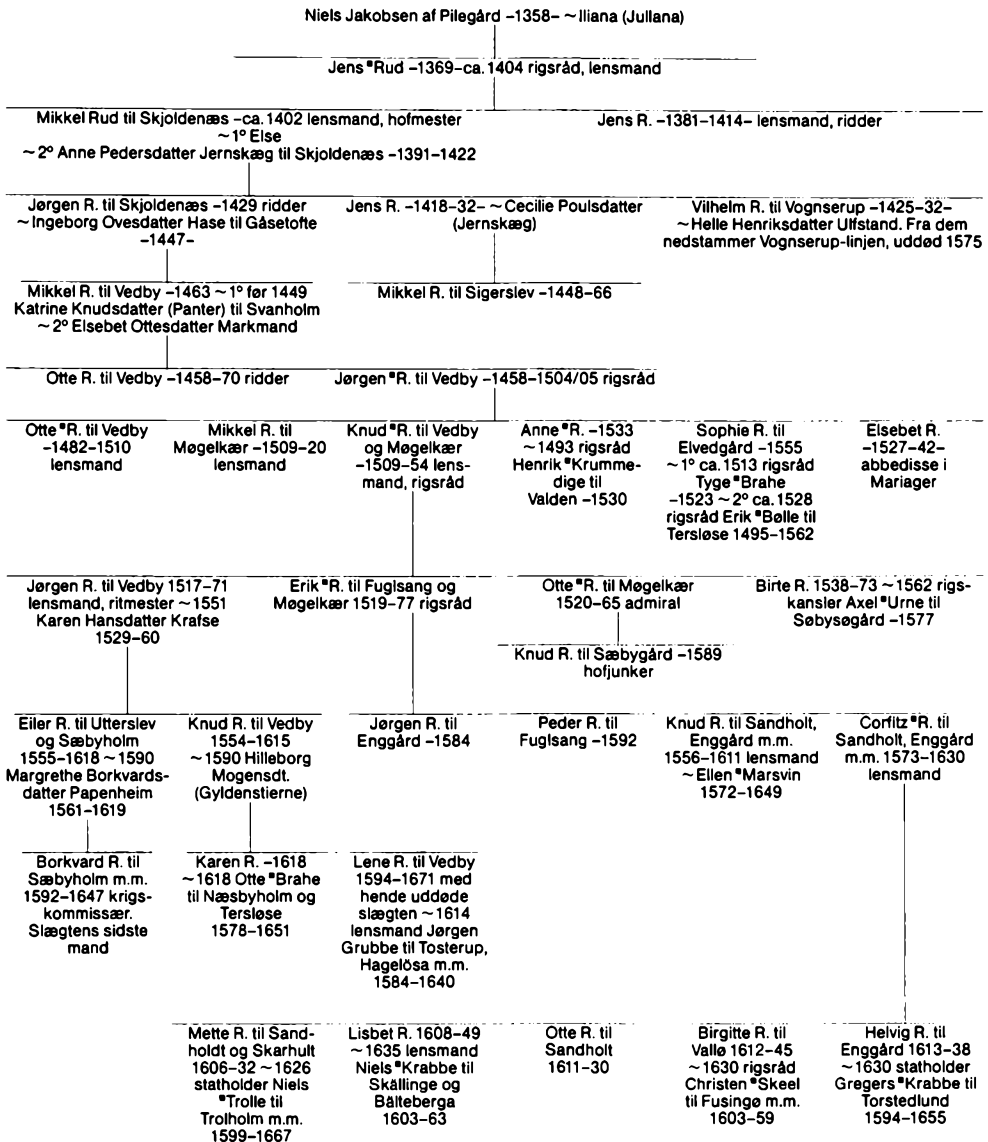 Niels Jakobsen af Pilegård –1358– ~ Iliana (Juliana)
Jens *Rud –1369–ca. 1404 rigsråd, lensmand
Mikkel Rud til Skjoldenæs –ca. 1402 lensmand, hofmester
~ 1° Else
~ 2° Anne Pedersdatter Jernskæg til Skjoldenæs –1391–1422
Jens R. –1381–1414– lensmand, ridder
Jørgen R. til Skjoldenæs –1429 ridder
~ Ingeborg Ovesdatter Hase til Gåsetofte
–1447–
Jens R. –1418–32– ~ Cecilie Poulsdatter
(Jernskæg)
Vilhelm R. til Vognserup –1425–32–
~ Helle Henriksdatter Ulfstand. Fra dem
nedstammer Vognserup-linjen, uddød 1575
Mikkel R. til Vedby –1463 ~ 1° før 1449
Katrine Knudsdatter (Panter) til Svanholm
~ 2° Elsebet Ottesdatter Markmand
Mikkel R. til Sigerslev –1448–66
Otte R. til Vedby –1458–70 ridder
Jørgen *R. til Vedby –1458–1504/05 rigsråd
Otte *R. til Vedby
–1482–1510
lensmand
Mikkel R. til
Møgelkær –1509–20
lensmand
Knud *R. til Vedby
og Møgelkær
–1509–54 lens-
mand, rigsråd
Anne *R. –1533
~ 1493 rigsråd
Henrik *Krumme-
dige til
Valden –1530
Sophie R. til
Elvedgård –1555
~ 1° ca. 1513 rigsråd
Tyge *Brahe
–1523 ~ 2° ca. 1528
rigsråd Erik *Bølle til
Tersløse 1495–1562
Elsebet R.
–1527–42–
abbedisse i
Mariager
Jørgen R. til Vedby 1517–71
lensmand, ritmester ~ 1551
Karen Hansdatter Krafse
1529–60
Erik *R. til Fuglsang og
Møgelkær 1519–77 rigsråd
Otte *R. til Møgelkær
1520–65 admiral
Birte R. 1538–73 ~ 1562 rigs-
kansler Axel *Urne til
Søbysøgård –1577
Knud R. til Sæbygård –1589
hofjunker
Eiler R. til Utterslev
og Sæbyholm
1555–1618 ~ 1590
Margrethe Borkvards-
datter Papenheim
1561–1619
Knud R. til Vedby
1554–1615
~ 1590 Hilleborg
Mogensdt.
(Gyldenstierne)
Jørgen R. til
Enggård –1584
Peder R. til
Fuglsang –1592
Knud R. til Sandholt,
Enggård m.m.
1556–1611 lensmand
~ Ellen *Marsvin
1572–1649
Corfitz *R. til
Sandholt, Enggård
m.m. 1573–1630
lensmand
Borkvard R. til
Sæbyholm m.m.
1592–1647 krigs-
kommissær.
Slægtens sidste
mand
Karen R. –1618
~ 1618 Otte *Brahe
til Næsbyholm og
Tersløse
1578–1651
Lene R. til Vedby
1594–1671 med
hende uddøde
slægten ~ 1614
lensmand Jørgen
Grubbe til Tosterup,
Hagelösa m.m.
1584–1640
Mette R. til Sand-
holdt og Skarhult
1606–32 ~ 1626
statholder Niels
*Trolle til
Trolholm m.m.
1599–1667
Lisbet R. 1608–49
~ 1635 lensmand
Niels *Krabbe til
Skällinge og
Bälteberga
1603–63
Otte R. til
Sandholt
1611–30
Birgitte R. til
Vallø 1612–45
~ 1630 rigsråd
Christen *Skeel
til Fusingø m.m.
1603–59
Helvig R. til
Enggård 1613–38
~ 1630 statholder
Gregers *Krabbe til
Torstedlund
1594–1655